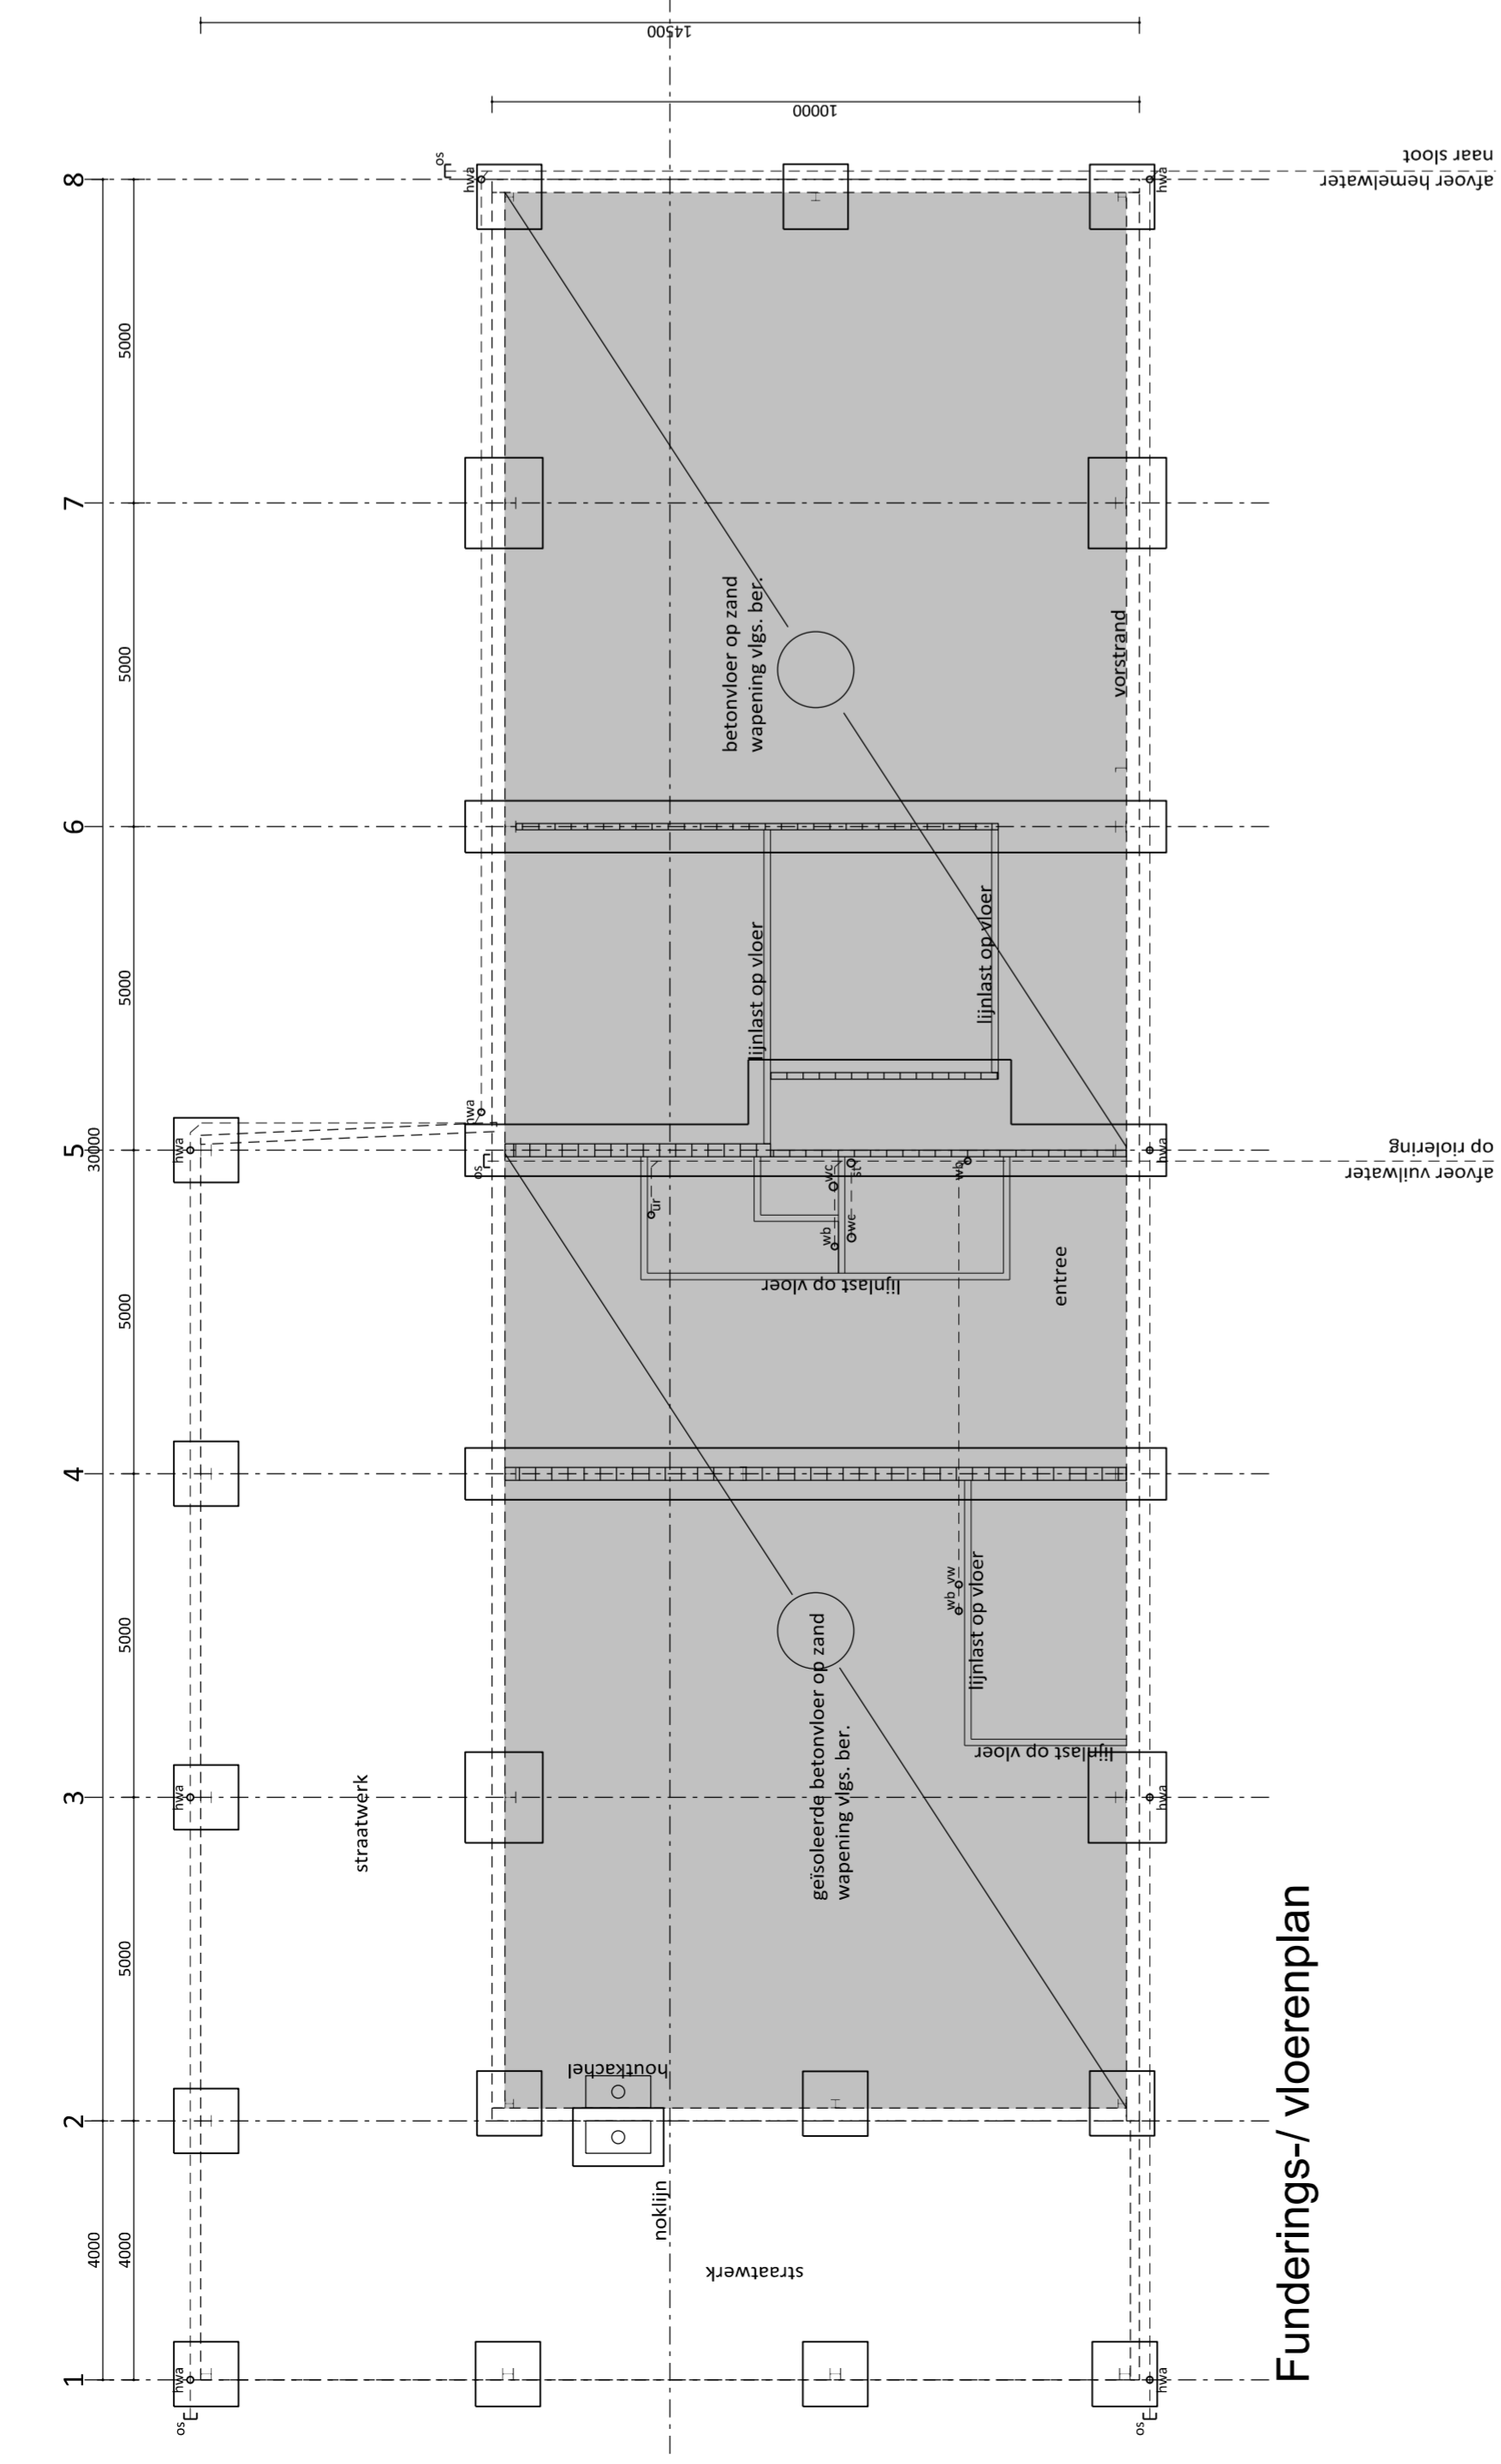 14500
10000
8
7
6
5
4
3
2
1
5000
5000
5000
5000
5000
5000
30000
4000
4000
os
hwa
hwa
naar sloot
afvoer hemelwater
betonvloer op zand
wapening vlgs. ber.
vorstrand
lijnlast op vloer
lijnlast op vloer
hwa
hwa
os
hwa
op riolering
afvoer vuilwater
ur
wc
st
wb
wb
wc
lijnlast op vloer
entree
wb vw
lijnlast op vloer
lijnlast op vloer
geïsoleerde betonvloer op zand
wapening vlgs. ber.
hwa
hwa
straatwerk
houtkachel
noklijn
straatwerk
hwa
os
hwa
os
Funderings-/ vloerenplan